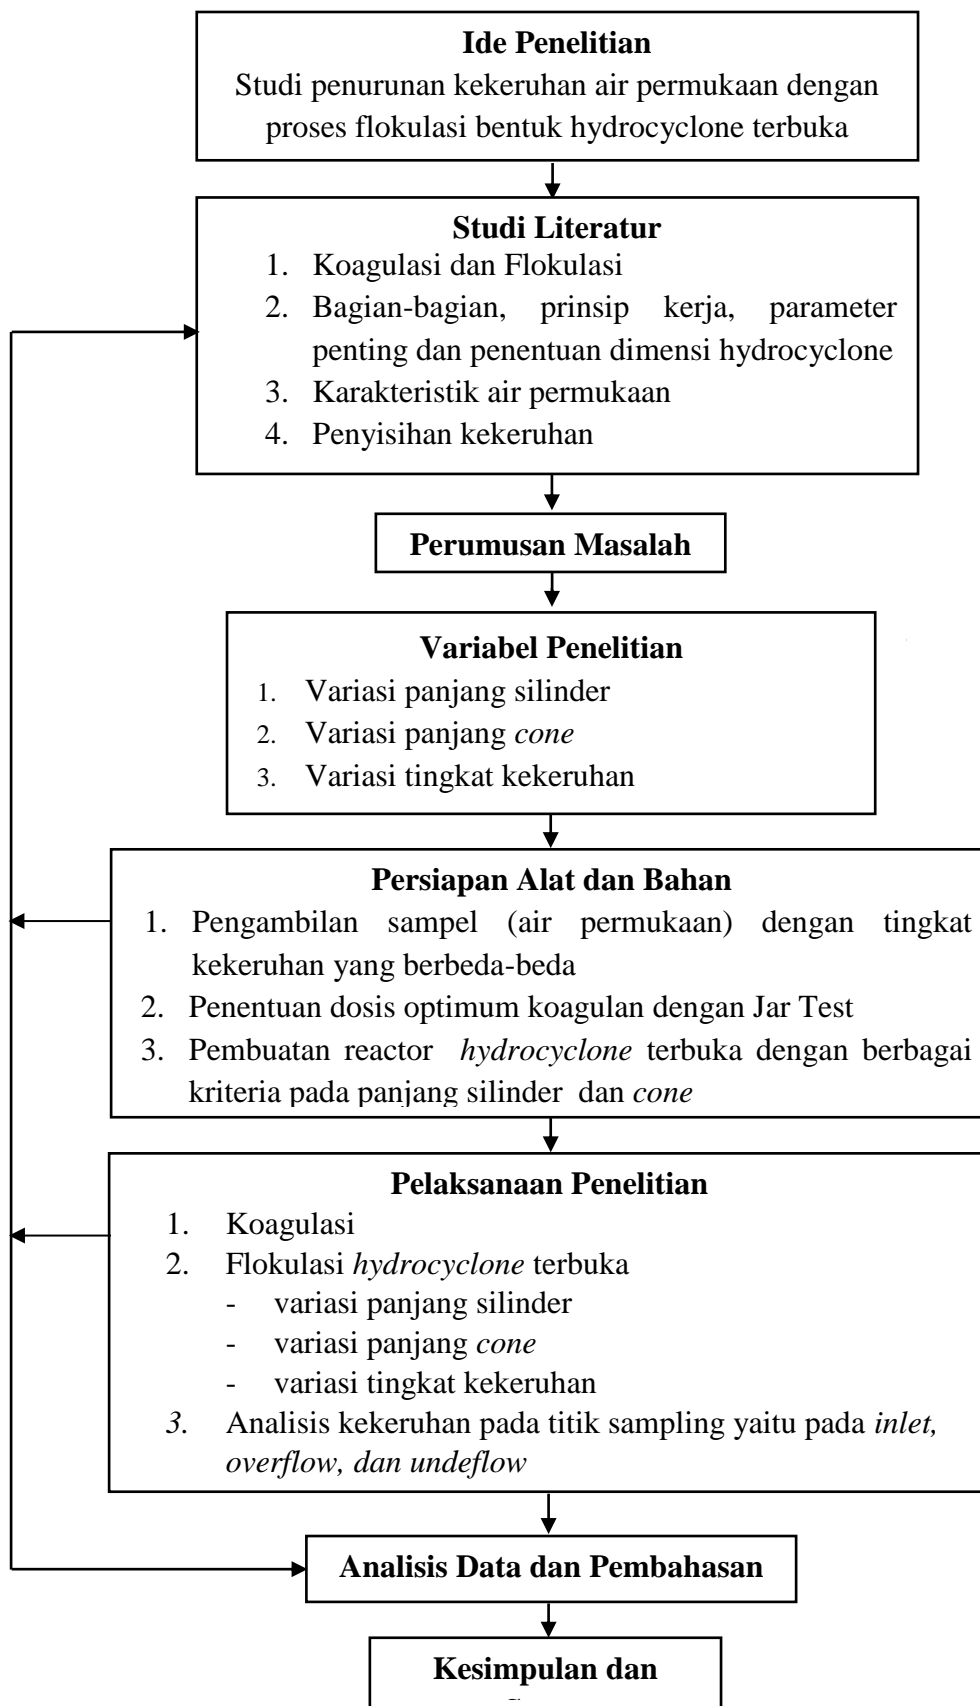 Ide Penelitian
Studi penurunan kekeruhan air permukaan dengan
proses flokulasi bentuk hydrocyclone terbuka
Studi Literatur
1. Koagulasi dan Flokulasi
2. Bagian-bagian, prinsip kerja, parameter
penting dan penentuan dimensi hydrocyclone
3. Karakteristik air permukaan
4. Penyisihan kekeruhan
Perumusan Masalah
Variabel Penelitian
1. Variasi panjang silinder
2. Variasi panjang cone
3. Variasi tingkat kekeruhan
Persiapan Alat dan Bahan
1. Pengambilan sampel (air permukaan) dengan tingkat
kekeruhan yang berbeda-beda
2. Penentuan dosis optimum koagulan dengan Jar Test
3. Pembuatan reactor hydrocyclone terbuka dengan berbagai
kriteria pada panjang silinder dan cone
Pelaksanaan Penelitian
1. Koagulasi
2. Flokulasi hydrocyclone terbuka
- variasi panjang silinder
- variasi panjang cone
- variasi tingkat kekeruhan
3. Analisis kekeruhan pada titik sampling yaitu pada inlet,
overflow, dan undeflow
Analisis Data dan Pembahasan
Kesimpulan dan